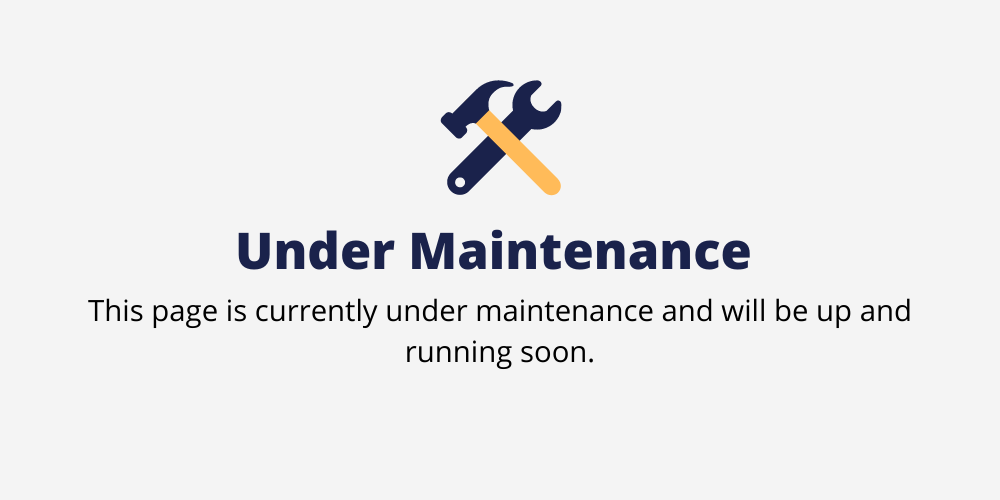 Under Maintenance
This page is currently under maintenance and will be up and
running soon.